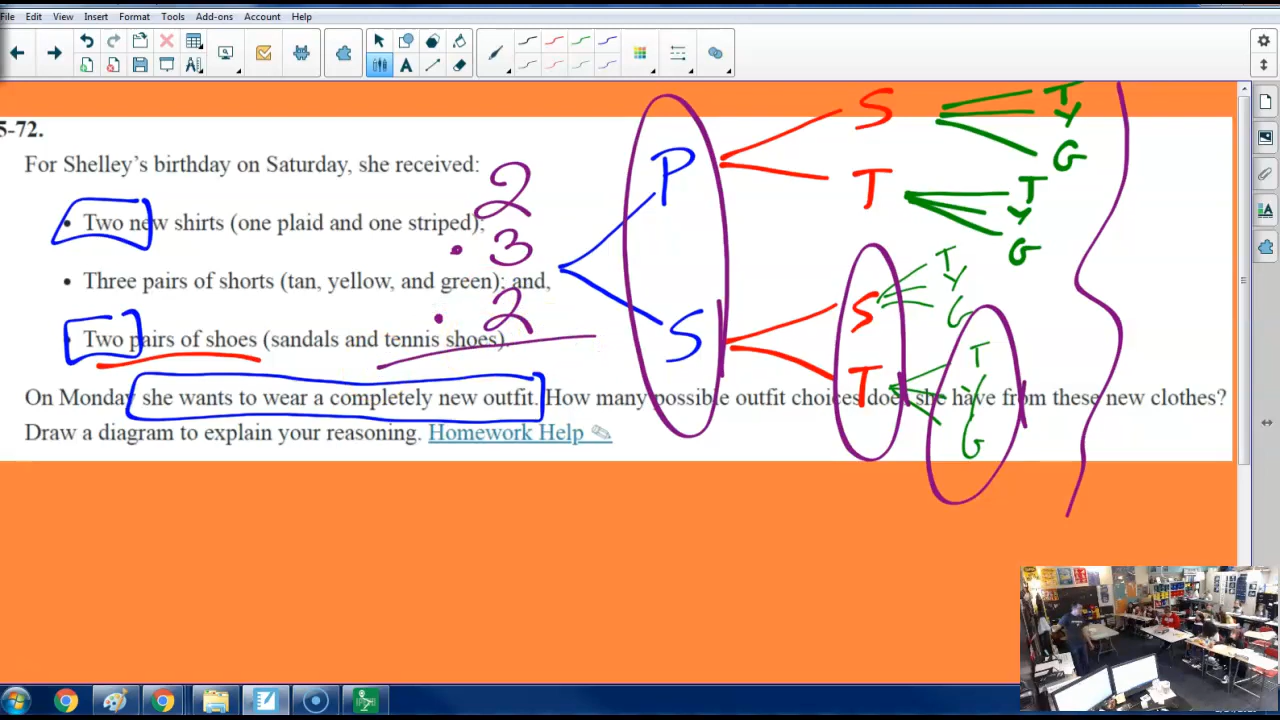 File Edit View Insert Format Tools Add-ons Account Help
5-72.
For Shelley's birthday on Saturday, she received:
• Two new shirts (one plaid and one striped);
• Three pairs of shorts (tan, yellow, and green); and,
• Two pairs of shoes (sandals and tennis shoes).
On Monday she wants to wear a completely new outfit. How many possible outfit choices does she have from these new clothes?
Draw a diagram to explain your reasoning. Homework Help
2
· 3
· 2
P
S
S
T
S
T
T
Y
G
T
Y
G
T
Y
G
T
Y
G